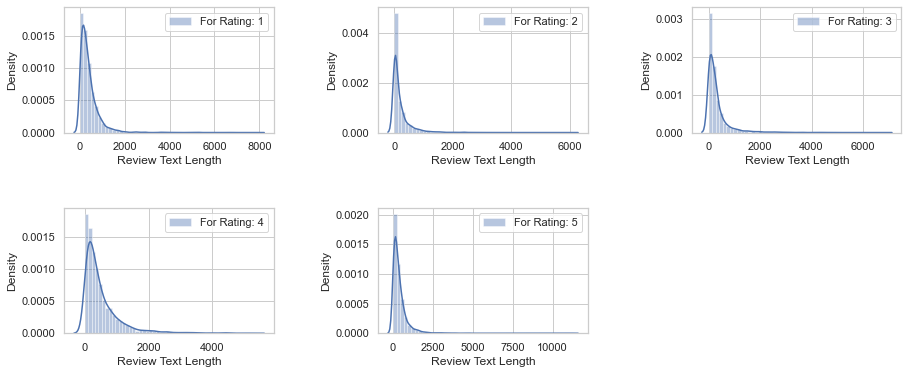 For Rating: 1
0.0015
0.0010
0.0005
0.0000
Density
0 2000 4000 6000 8000
Review Text Length
For Rating: 2
0.004
0.002
0.000
Density
0 2000 4000 6000
Review Text Length
For Rating: 3
0.003
0.002
0.001
0.000
Density
0 2000 4000 6000
Review Text Length
For Rating: 4
0.0015
0.0010
0.0005
0.0000
Density
0 2000 4000
Review Text Length
For Rating: 5
0.0020
0.0015
0.0010
0.0005
0.0000
Density
0 2500 5000 7500 10000
Review Text Length